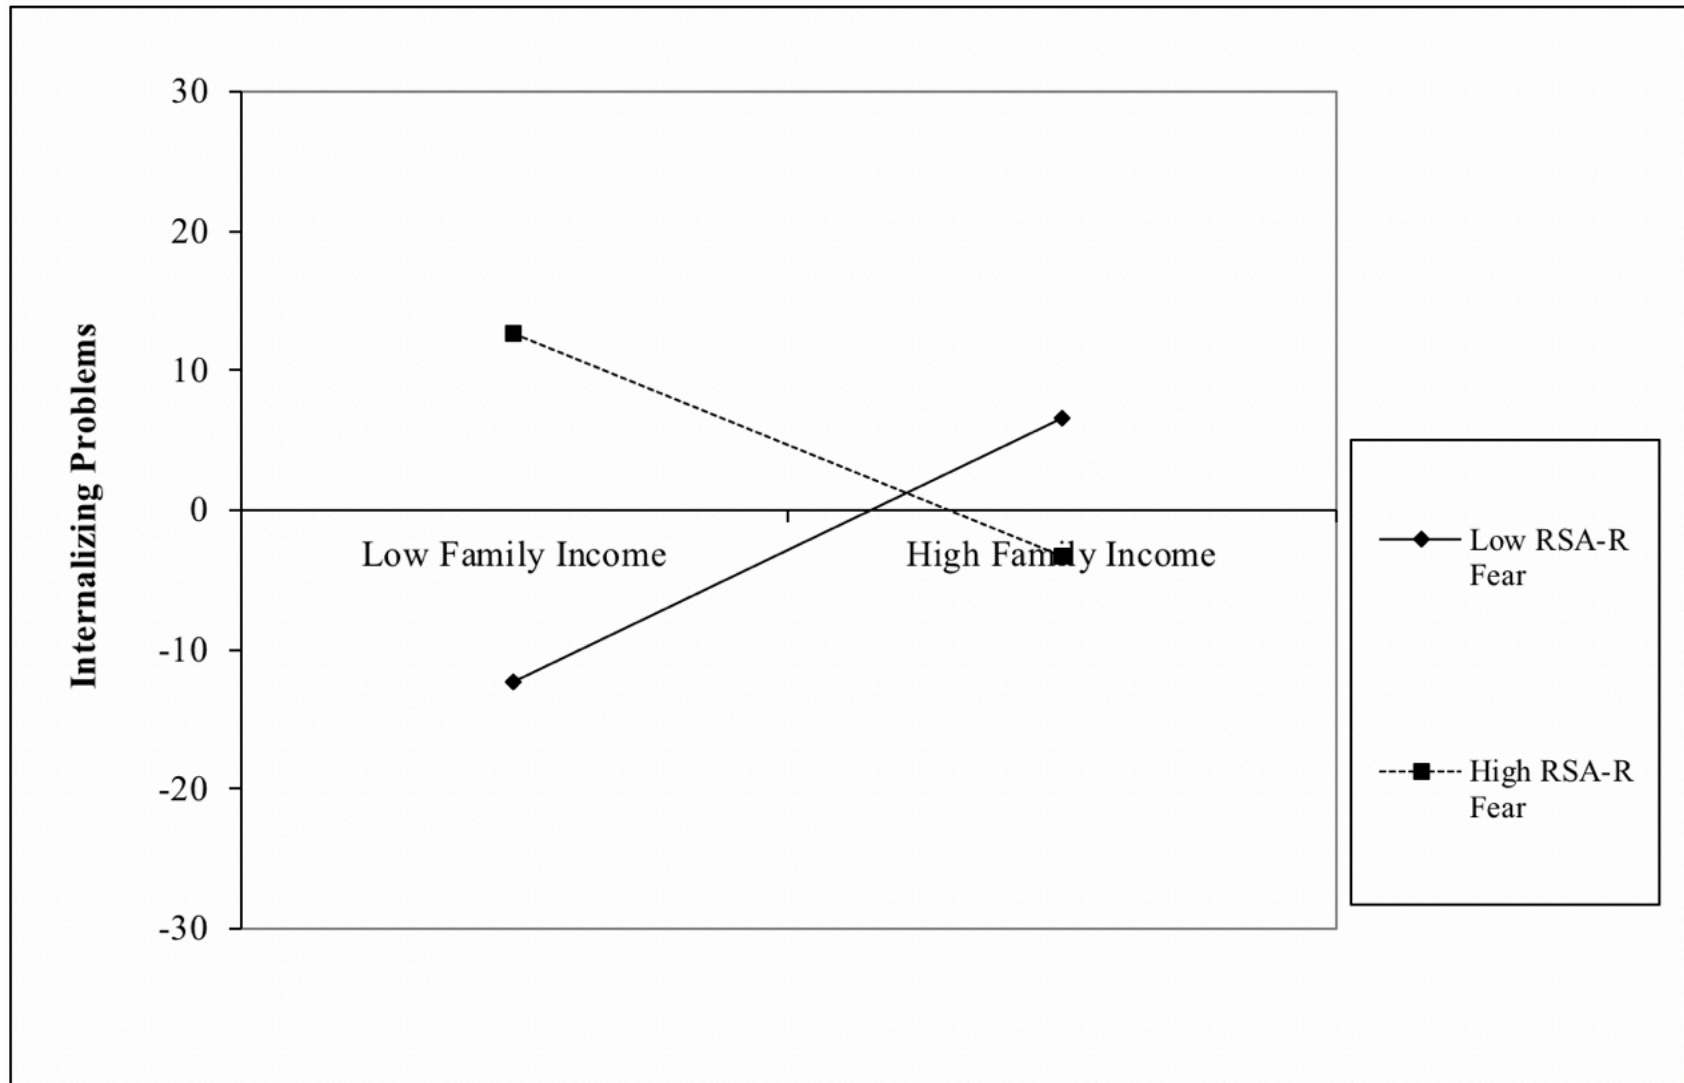 30
20
10
0
-10
-20
-30
Internalizing Problems
Low Family Income
High Family Income
Low RSA-R
Fear
High RSA-R
Fear